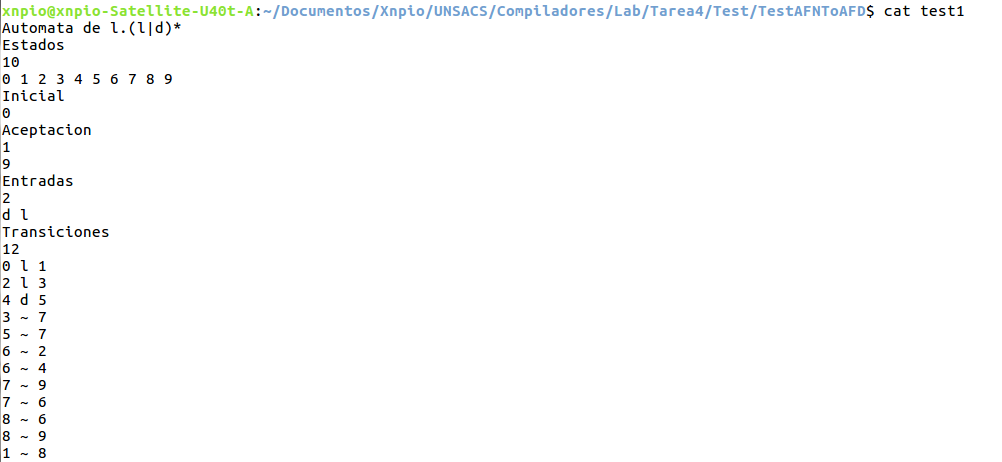 xnpio@xnpio-Satellite-U40t-A:~/Documentos/Xnpio/UNSACS/Compiladores/Lab/Tarea4/Test/TestAFNToAFD$ cat test1
Automata de l.(l|d)*
Estados
10
0 1 2 3 4 5 6 7 8 9
Inicial
0
Aceptacion
1
9
Entradas
2
d l
Transiciones
12
0 l 1
2 l 3
4 d 5
3 ~ 7
5 ~ 7
6 ~ 2
6 ~ 4
7 ~ 9
7 ~ 6
8 ~ 6
8 ~ 9
1 ~ 8